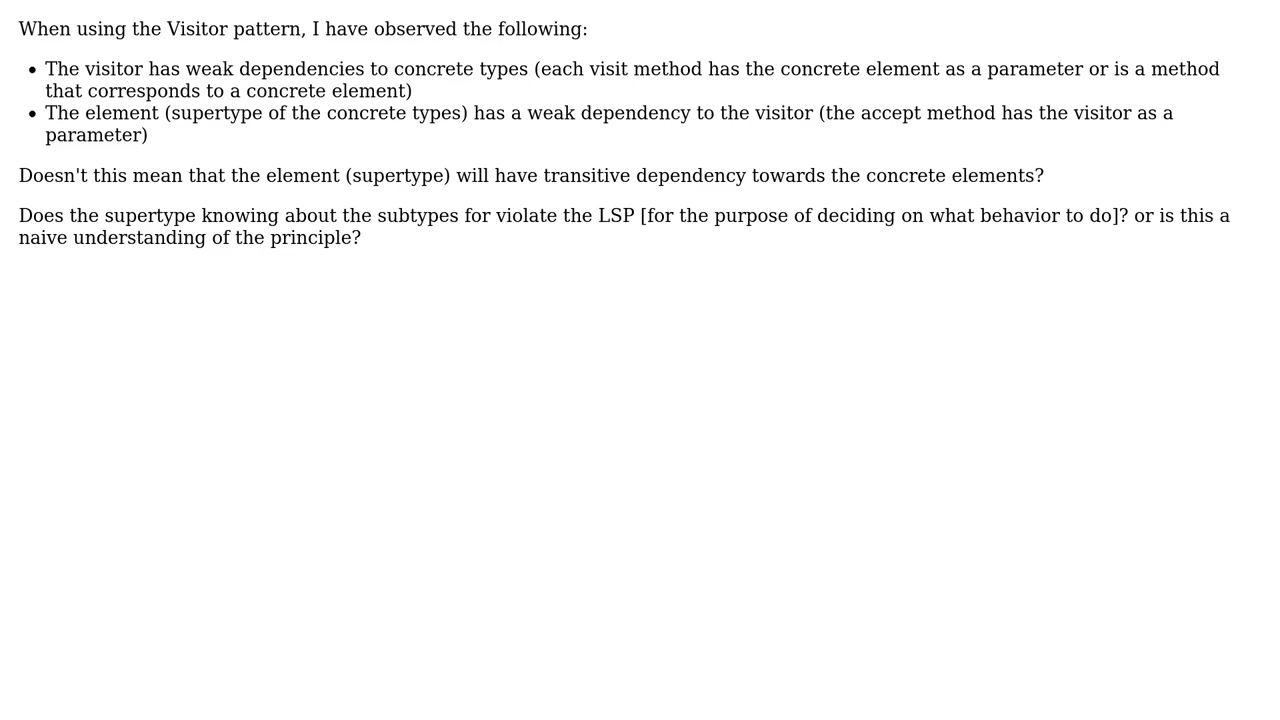 When using the Visitor pattern, I have observed the following:
• The visitor has weak dependencies to concrete types (each visit method has the concrete element as a parameter or is a method
that corresponds to a concrete element)
• The element (supertype of the concrete types) has a weak dependency to the visitor (the accept method has the visitor as a
parameter)
Doesn't this mean that the element (supertype) will have transitive dependency towards the concrete elements?
Does the supertype knowing about the subtypes for violate the LSP [for the purpose of deciding on what behavior to do]? or is this a
naive understanding of the principle?